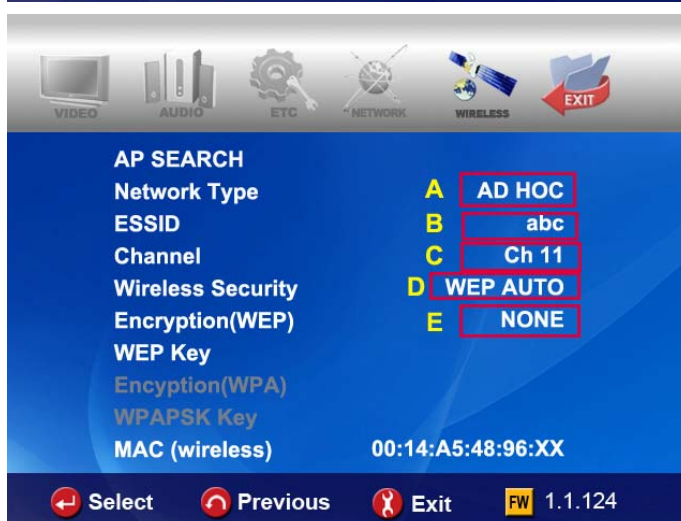 VIDEO AUDIO ETC NETWORK WIRELESS EXIT
AP SEARCH
Network Type A AD HOC
ESSID B abc
Channel C Ch 11
Wireless Security D WEP AUTO
Encryption(WEP) E NONE
WEP Key
Encyption(WPA)
WPAPSK Key
MAC (wireless) 00:14:A5:48:96:XX
Select Previous Exit FW 1.1.124